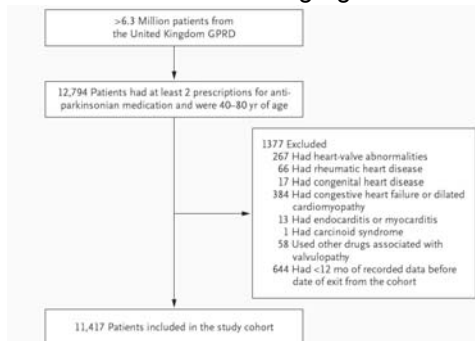 >6.3 Million patients from
the United Kingdom GPRD
12,794 Patients had at least 2 prescriptions for anti-
parkinsonian medication and were 40–80 yr of age
1377 Excluded
267 Had heart-valve abnormalities
66 Had rheumatic heart disease
17 Had congenital heart disease
384 Had congestive heart failure or dilated
cardiomyopathy
13 Had endocarditis or myocarditis
1 Had carcinoid syndrome
58 Used other drugs associated with
valvulopathy
644 Had <12 mo of recorded data before
date of exit from the cohort
11,417 Patients included in the study cohort